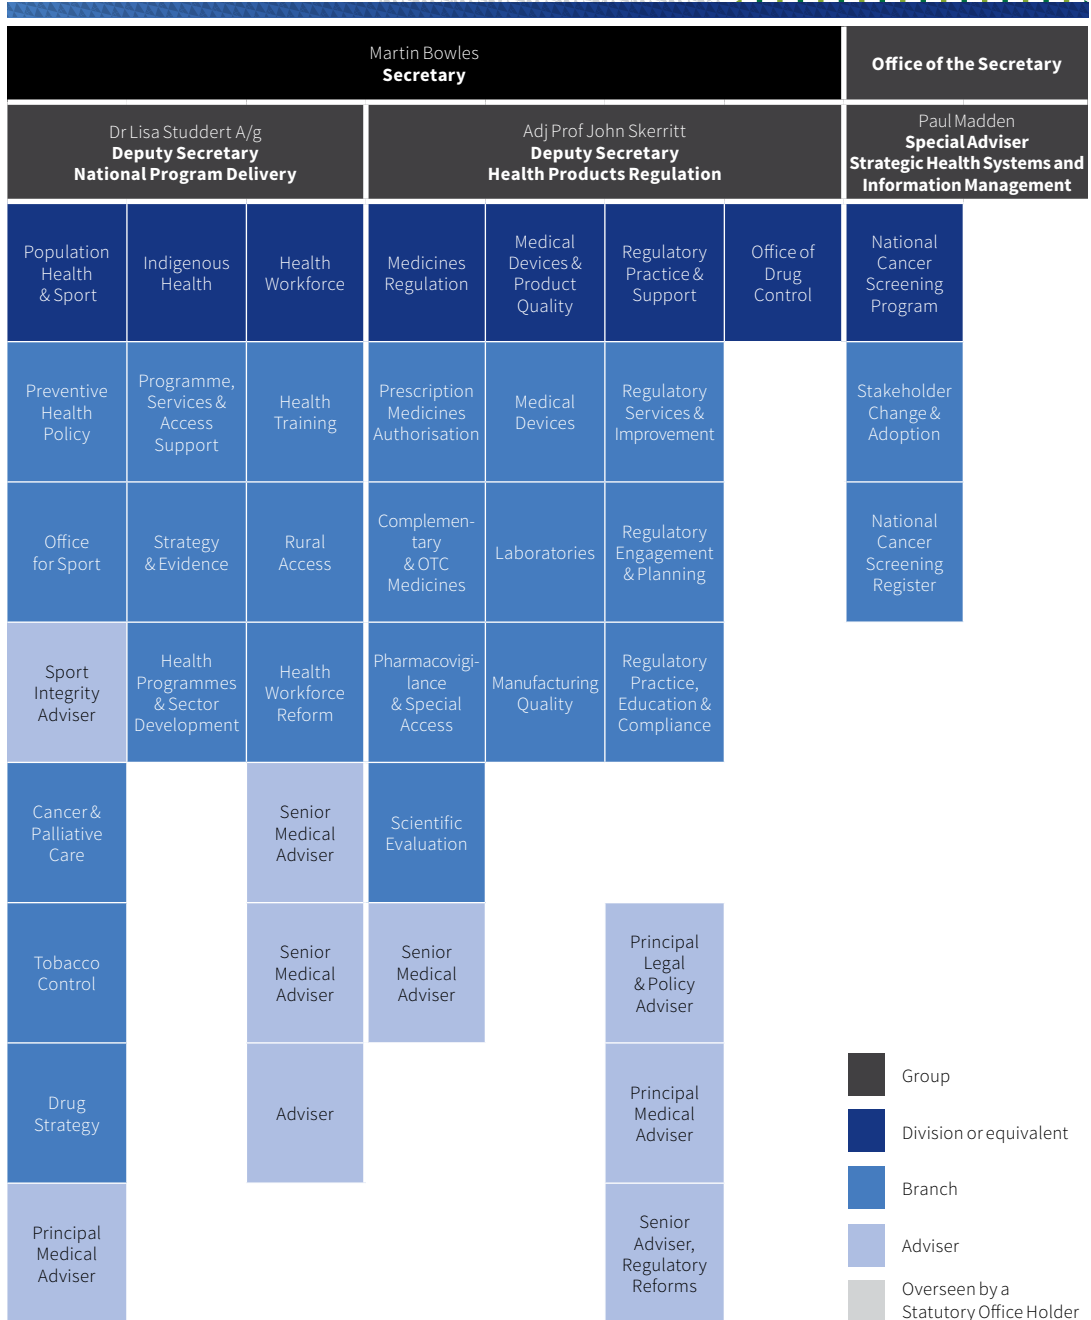 Martin Bowles
Secretary
Office of the Secretary
Dr Lisa Studdert A/g
Deputy Secretary
National Program Delivery
Adj Prof John Skerritt
Deputy Secretary
Health Products Regulation
Paul Madden
Special Adviser
Strategic Health Systems and
Information Management
Population
Health
& Sport
Indigenous
Health
Health
Workforce
Medicines
Regulation
Medical
Devices &
Product
Quality
Regulatory
Practice &
Support
Office of
Drug
Control
National
Cancer
Screening
Program
Preventive
Health
Policy
Programme,
Services &
Access
Support
Health
Training
Prescription
Medicines
Authorisation
Medical
Devices
Regulatory
Services &
Improvement
Stakeholder
Change &
Adoption
Office
for Sport
Strategy
& Evidence
Rural
Access
Complemen-
tary
& OTC
Medicines
Laboratories
Regulatory
Engagement
& Planning
National
Cancer
Screening
Register
Sport
Integrity
Adviser
Health
Programmes
& Sector
Development
Health
Workforce
Reform
Pharmacovigi-
lance
& Special
Access
Manufacturing
Quality
Regulatory
Practice,
Education &
Compliance
Cancer &
Palliative
Care
Senior
Medical
Adviser
Scientific
Evaluation
Tobacco
Control
Senior
Medical
Adviser
Senior
Medical
Adviser
Principal
Legal
& Policy
Adviser
Drug
Strategy
Adviser
Principal
Medical
Adviser
Principal
Medical
Adviser
Senior
Adviser,
Regulatory
Reforms
Group
Division or equivalent
Branch
Adviser
Overseen by a
Statutory Office Holder